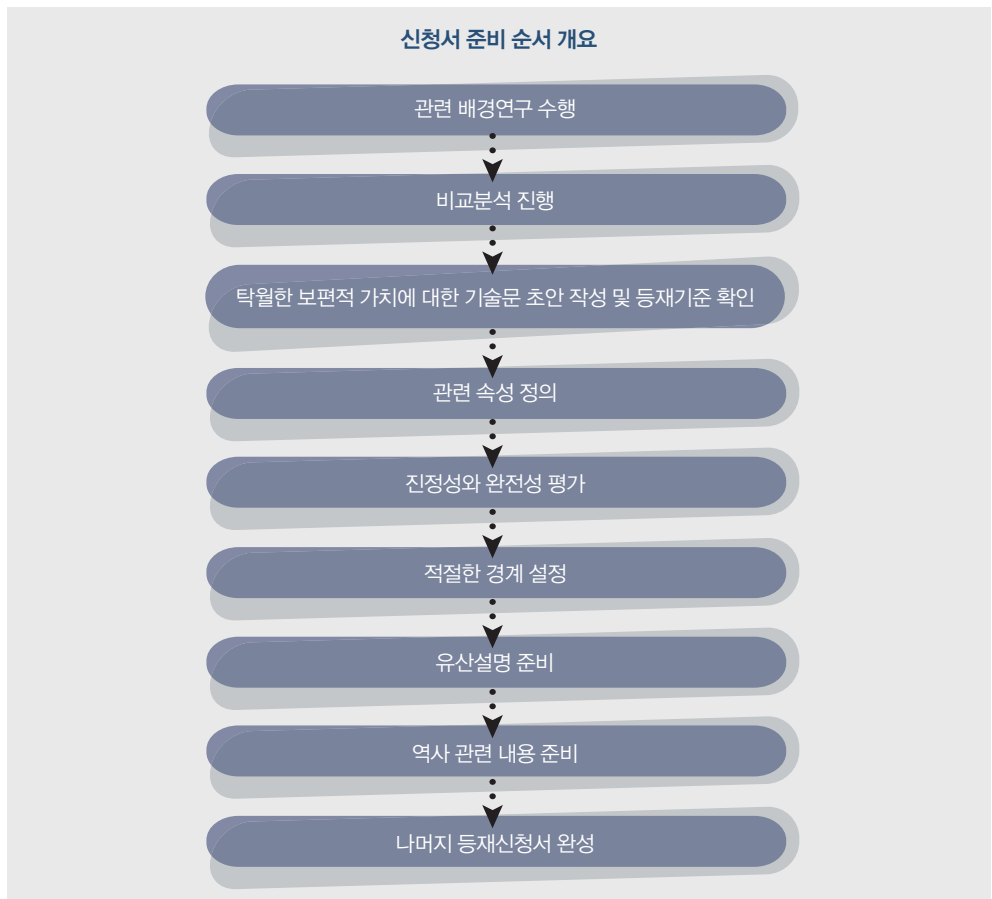 신청서 준비 순서 개요
관련 배경연구 수행
비교분석 진행
탁월한 보편적 가치에 대한 기술문 초안 작성 및 등재기준 확인
관련 속성 정의
진정성와 완전성 평가
적절한 경계 설정
유산설명 준비
역사 관련 내용 준비
나머지 등재신청서 완성